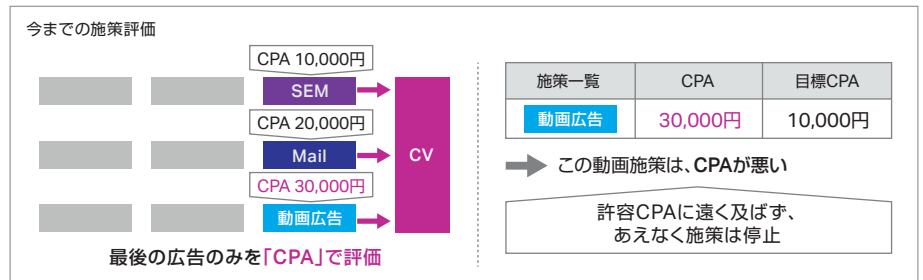 今までの施策評価
CPA 10,000円
SEM
CPA 20,000円
Mail
CV
CPA 30,000円
動画広告
最後の広告のみを「CPA」で評価
施策一覧 CPA 目標CPA
動画広告 30,000円 10,000円
この動画施策は、CPAが悪い
許容CPAに遠く及ばず、
あえなく施策は停止